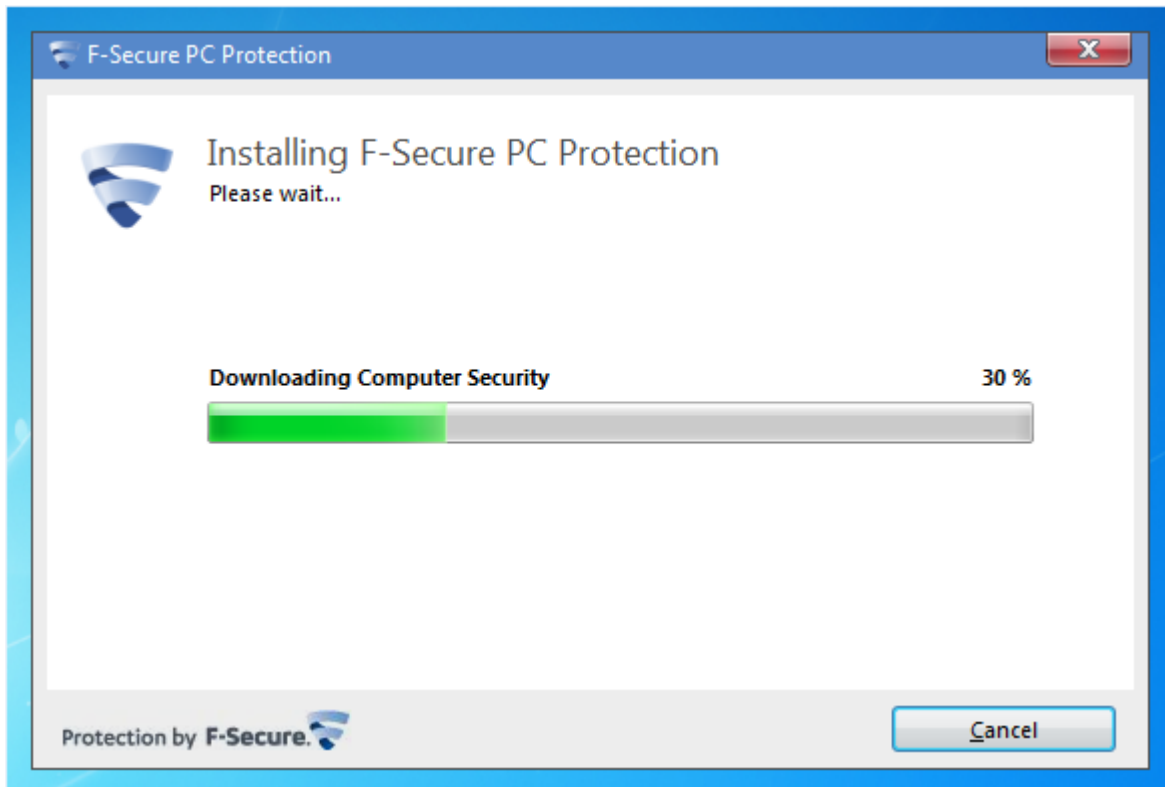 F-Secure PC Protection
Installing F-Secure PC Protection
Please wait...
Downloading Computer Security 30 %
Protection by F-Secure.
Cancel